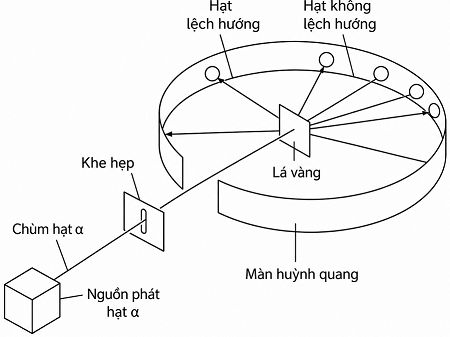 Hạt
lệch hướng
Hạt không
lệch hướng
Khe hẹp
Lá vàng
Chùm hạt α
Nguồn phát
hạt α
Màn huỳnh quang